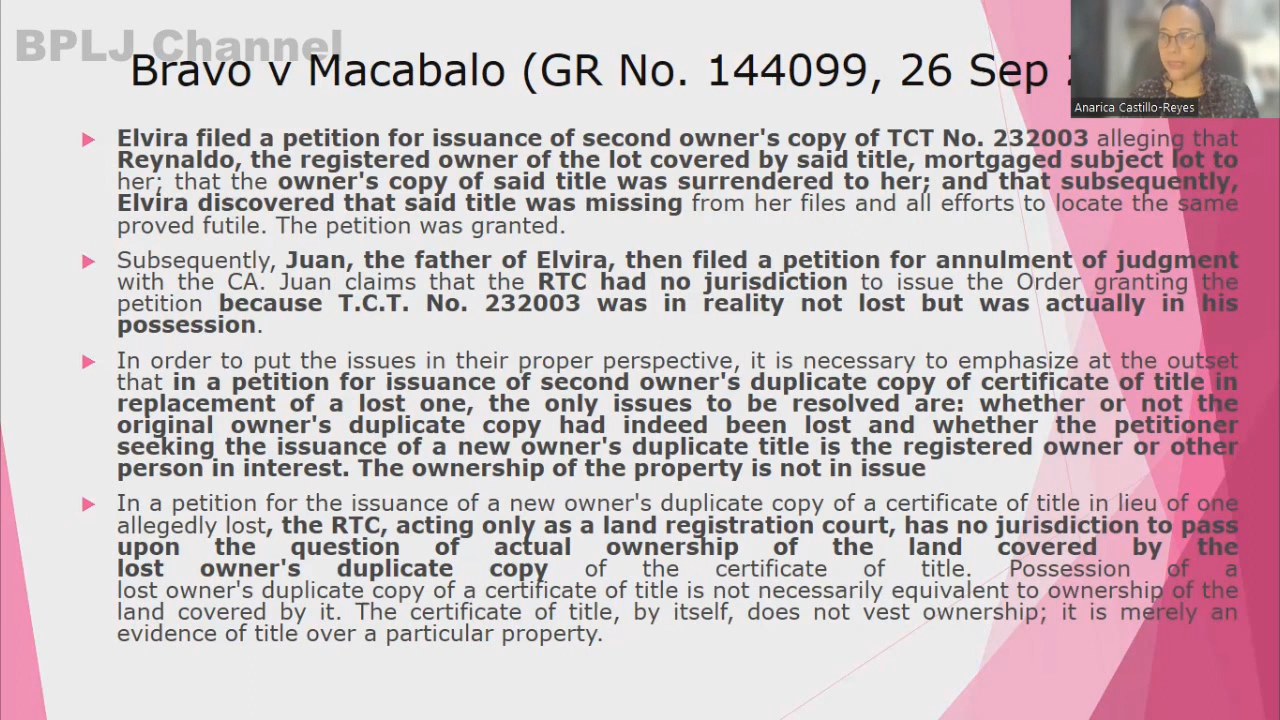 BPLJ Channel
Bravo v Macabalo (GR No. 144099, 26 Sep
Anarica Castillo-Reyes
Elvira filed a petition for issuance of second owner's copy of TCT No. 232003 alleging that
Reynaldo, the registered owner of the lot covered by said title, mortgaged subject lot to
her; that the owner's copy of said title was surrendered to her; and that subsequently,
Elvira discovered that said title was missing from her files and all efforts to locate the same
proved futile. The petition was granted.
Subsequently, Juan, the father of Elvira, then filed a petition for annulment of judgment
with the CA. Juan claims that the RTC had no jurisdiction to issue the Order granting the
petition because T.C.T. No. 232003 was in reality not lost but was actually in his
possession.
In order to put the issues in their proper perspective, it is necessary to emphasize at the outset
that in a petition for issuance of second owner's duplicate copy of certificate of title in
replacement of a lost one, the only issues to be resolved are: whether or not the
original owner's duplicate copy had indeed been lost and whether the petitioner
seeking the issuance of a new owner's duplicate title is the registered owner or other
person in interest. The ownership of the property is not in issue
In a petition for the issuance of a new owner's duplicate copy of a certificate of title in lieu of one
allegedly lost, the RTC, acting only as a land registration court, has no jurisdiction to pass
upon the question of actual ownership of the land covered by the
lost owner's duplicate copy of the certificate of title. Possession of a
lost owner's duplicate copy of a certificate of title is not necessarily equivalent to ownership of the
land covered by it. The certificate of title, by itself, does not vest ownership; it is merely an
evidence of title over a particular property.